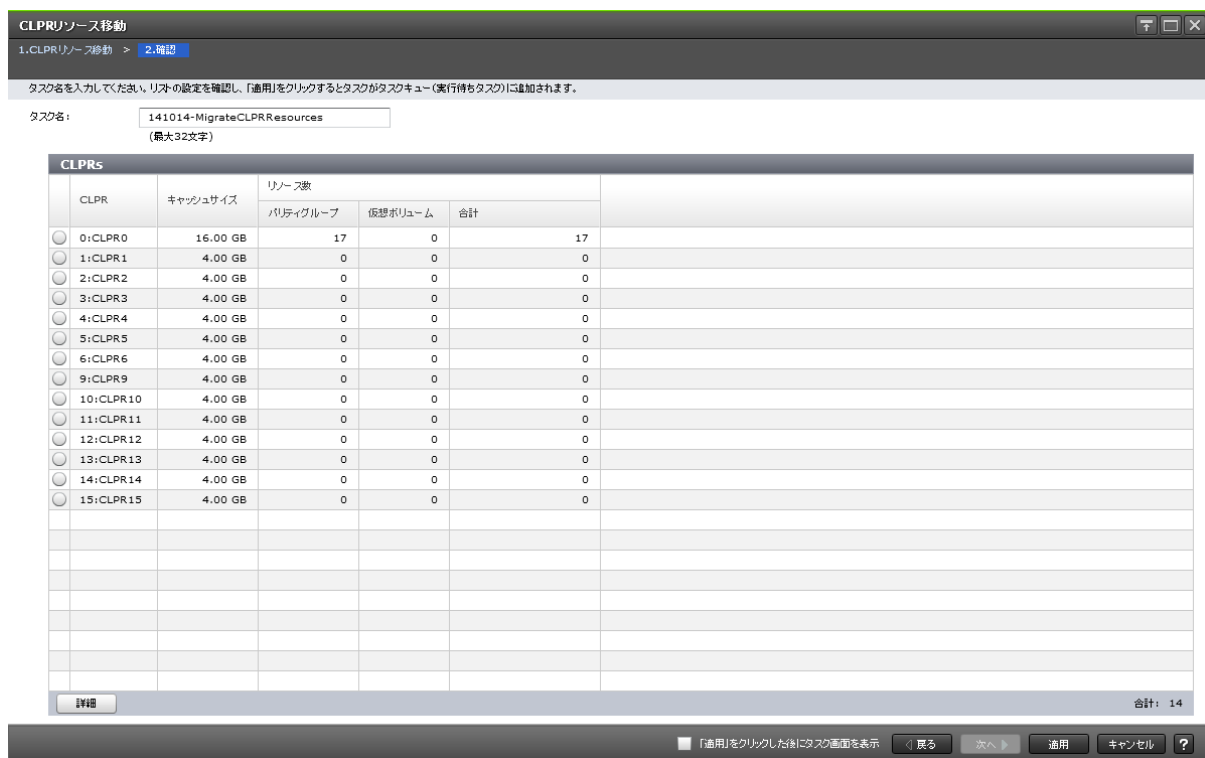 CLPRリソース移動
1.CLPRリソース移動 > 2.確認
タスク名を入力してください。リストの設定を確認し、「適用」をクリックするとタスクがタスクキュー(実行待ちタスク)に追加されます。
タスク名: 141014-MigrateCLPRResources
(最大32文字)
CLPRs
CLPR キャッシュサイズ リソース数
パリティグループ 仮想ボリューム 合計
0:CLPR0 16.00 GB 17 0 17
1:CLPR1 4.00 GB 0 0 0
2:CLPR2 4.00 GB 0 0 0
3:CLPR3 4.00 GB 0 0 0
4:CLPR4 4.00 GB 0 0 0
5:CLPR5 4.00 GB 0 0 0
6:CLPR6 4.00 GB 0 0 0
9:CLPR9 4.00 GB 0 0 0
10:CLPR10 4.00 GB 0 0 0
11:CLPR11 4.00 GB 0 0 0
12:CLPR12 4.00 GB 0 0 0
13:CLPR13 4.00 GB 0 0 0
14:CLPR14 4.00 GB 0 0 0
15:CLPR15 4.00 GB 0 0 0
詳細 合計: 14
「適用」をクリックした後にタスク画面を表示 戻る 次へ 適用 キャンセル ?